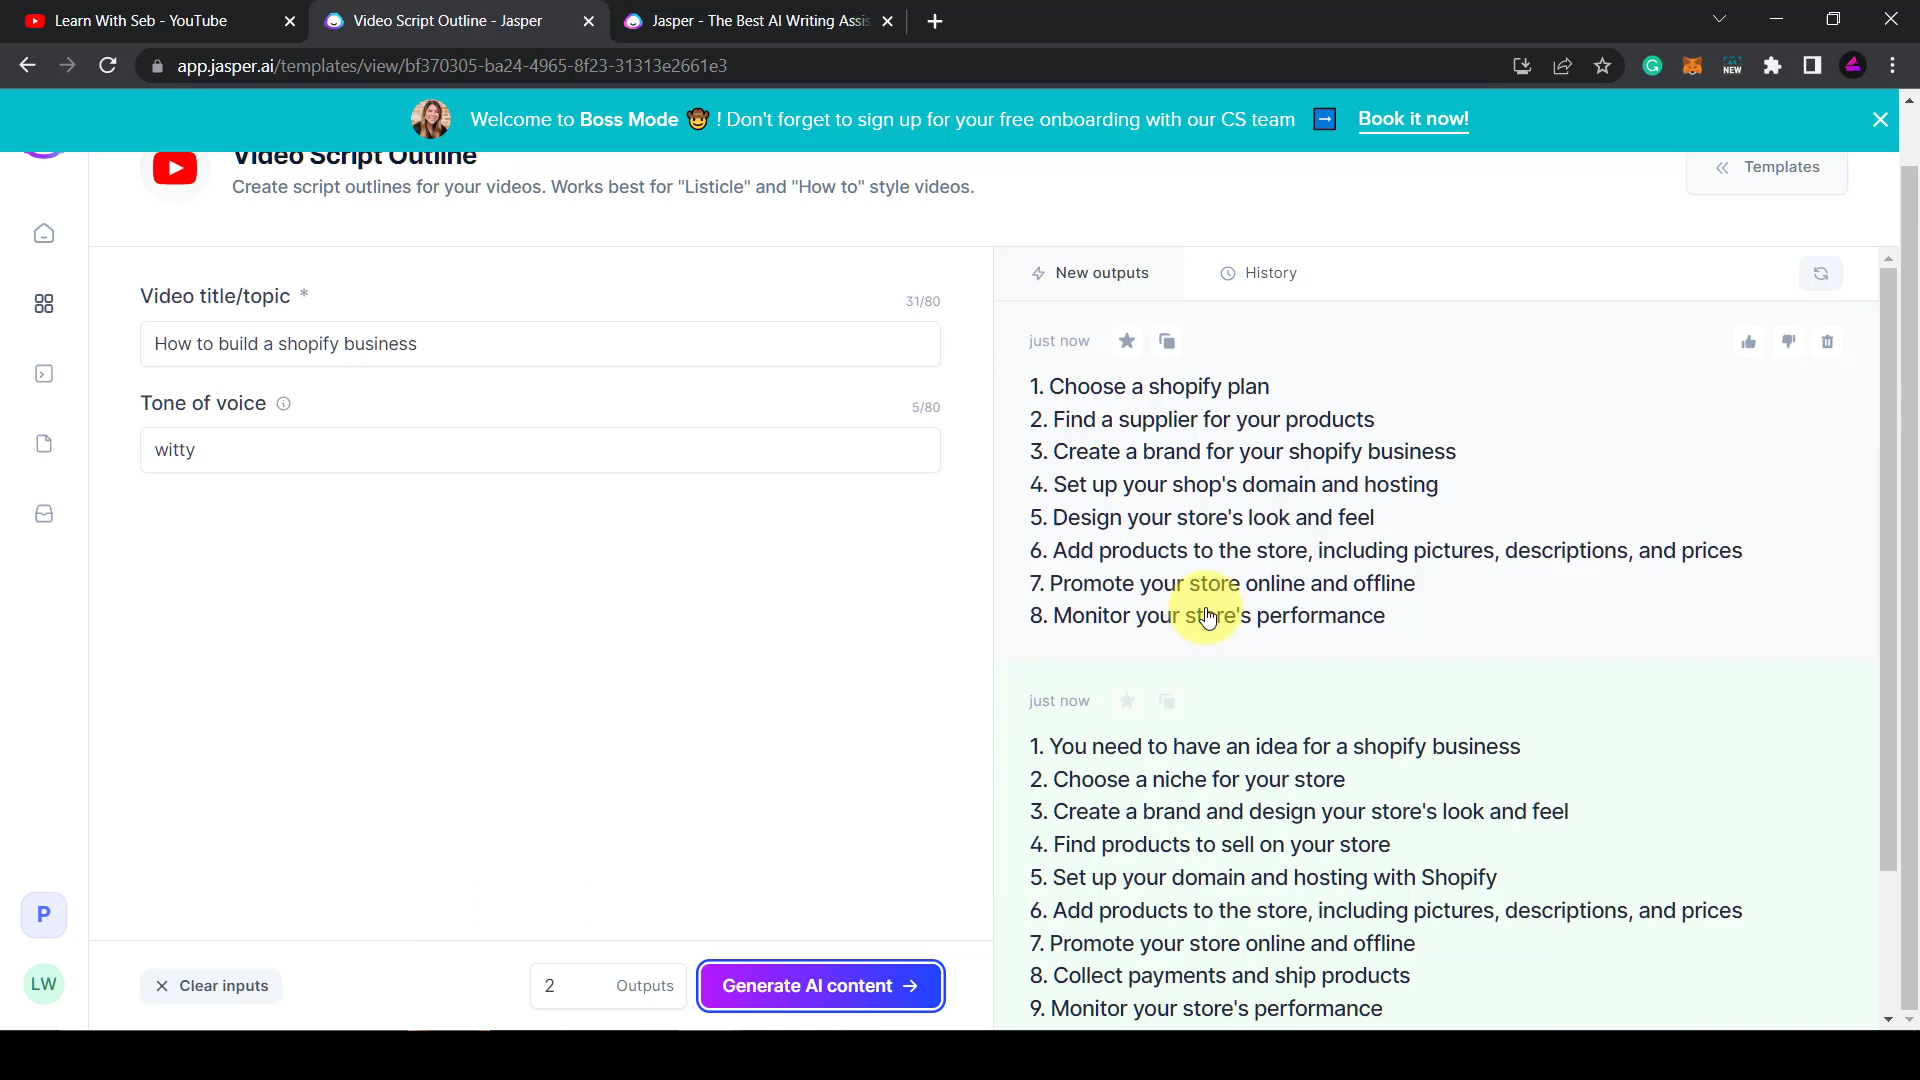 Learn With Seb - YouTube
Video Script Outline - Jasper
Jasper - The Best AI Writing Assis
app.jasper.ai/templates/view/bf370305-ba24-4965-8f23-31313e2661e3
NEW
Welcome to Boss Mode 🤠 ! Don't forget to sign up for your free onboarding with our CS team ➡ Book it now!
Video Script Outline
Create script outlines for your videos. Works best for "Listicle" and "How to" style videos.
Templates
Video title/topic *
31/80
How to build a shopify business
Tone of voice
5/80
witty
New outputs
History
just now
1. Choose a shopify plan
2. Find a supplier for your products
3. Create a brand for your shopify business
4. Set up your shop's domain and hosting
5. Design your store's look and feel
6. Add products to the store, including pictures, descriptions, and prices
7. Promote your store online and offline
8. Monitor your store's performance
just now
1. You need to have an idea for a shopify business
2. Choose a niche for your store
3. Create a brand and design your store's look and feel
4. Find products to sell on your store
5. Set up your domain and hosting with Shopify
6. Add products to the store, including pictures, descriptions, and prices
7. Promote your store online and offline
8. Collect payments and ship products
9. Monitor your store's performance
P
LW
Clear inputs
2 Outputs
Generate AI content →